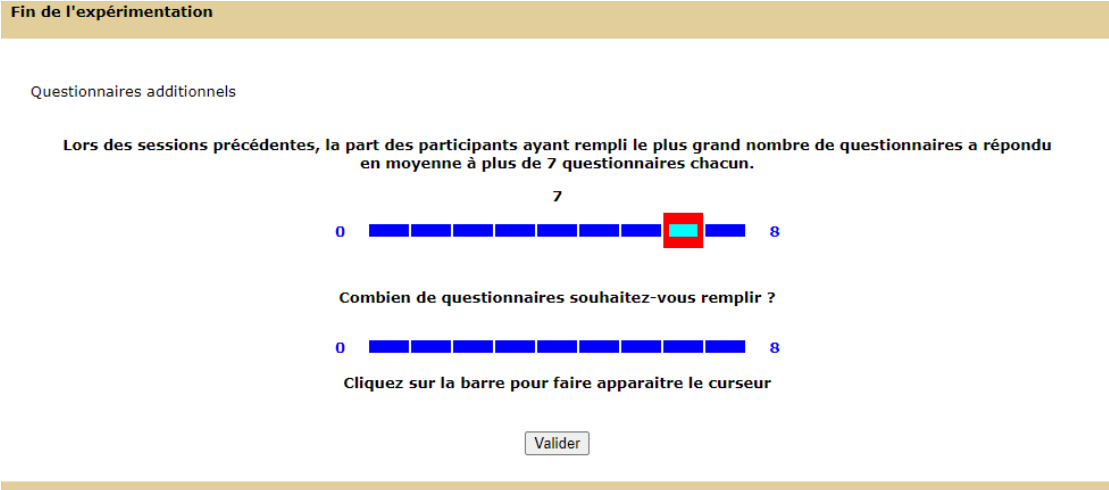 Fin de l'expérimentation
Questionnaires additionnels
Lors des sessions précédentes, la part des participants ayant rempli le plus grand nombre de questionnaires a répondu
en moyenne à plus de 7 questionnaires chacun.
7
0 8
Combien de questionnaires souhaitez-vous remplir ?
0 8
Cliquez sur la barre pour faire apparaitre le curseur
Valider